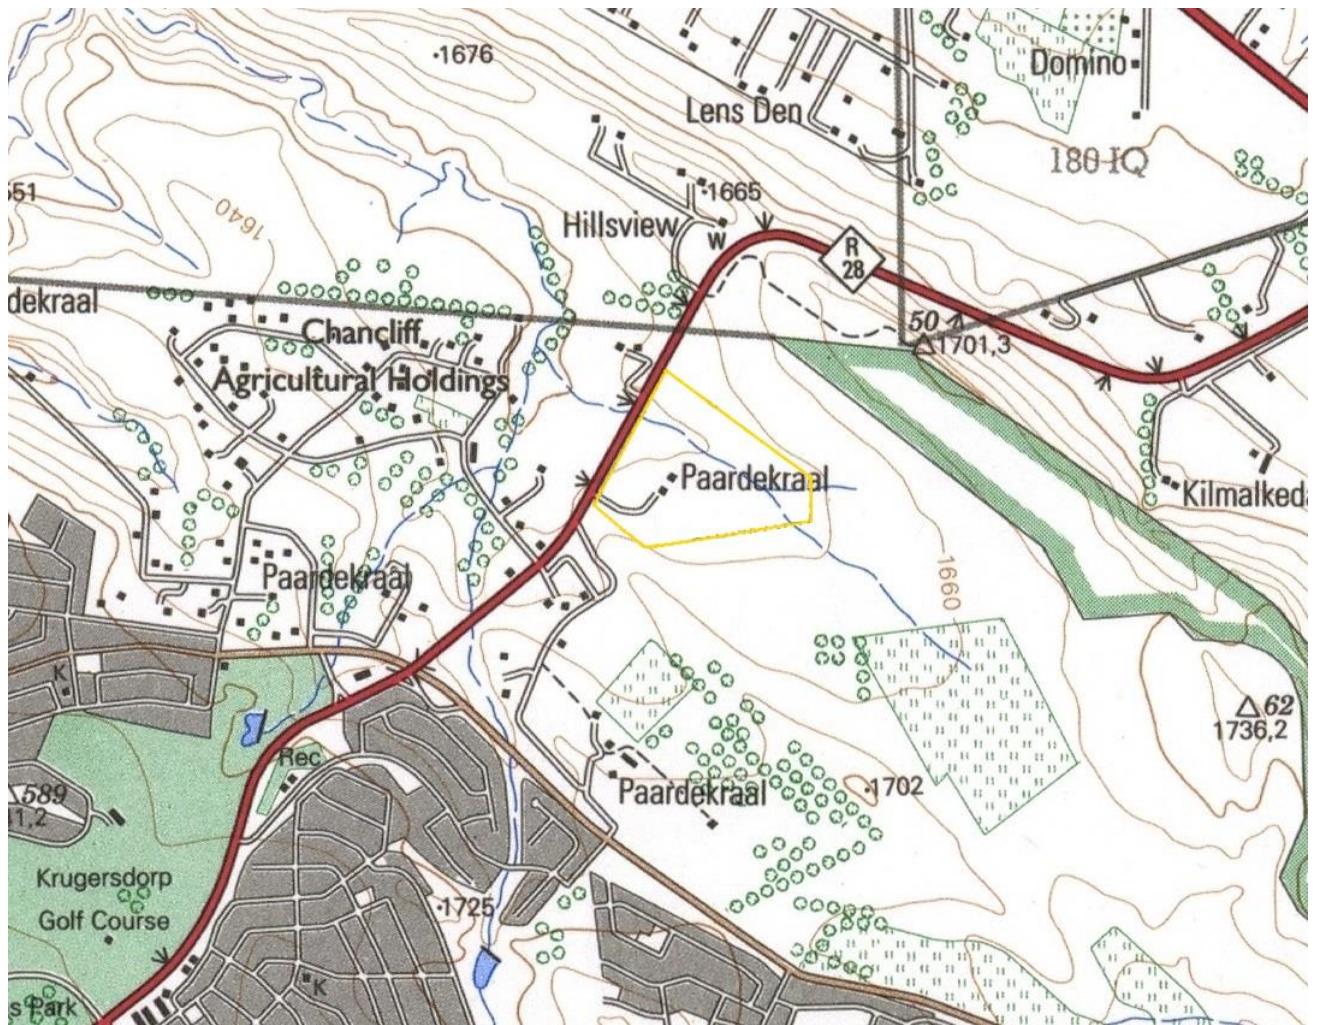 1676
Domino
Lens Den
180 IQ
51
1665
1640
Hillsview
W
R
28
dekraal
50
1701,3
Chancliff
Agricultural Holdings
Paardekraal
Kilmalked
1660
Paardekraal
K
62
1736,2
Rec
Paardekraal
1702
589
1,2
Krugersdorp
Golf Course
1725
K
s Park